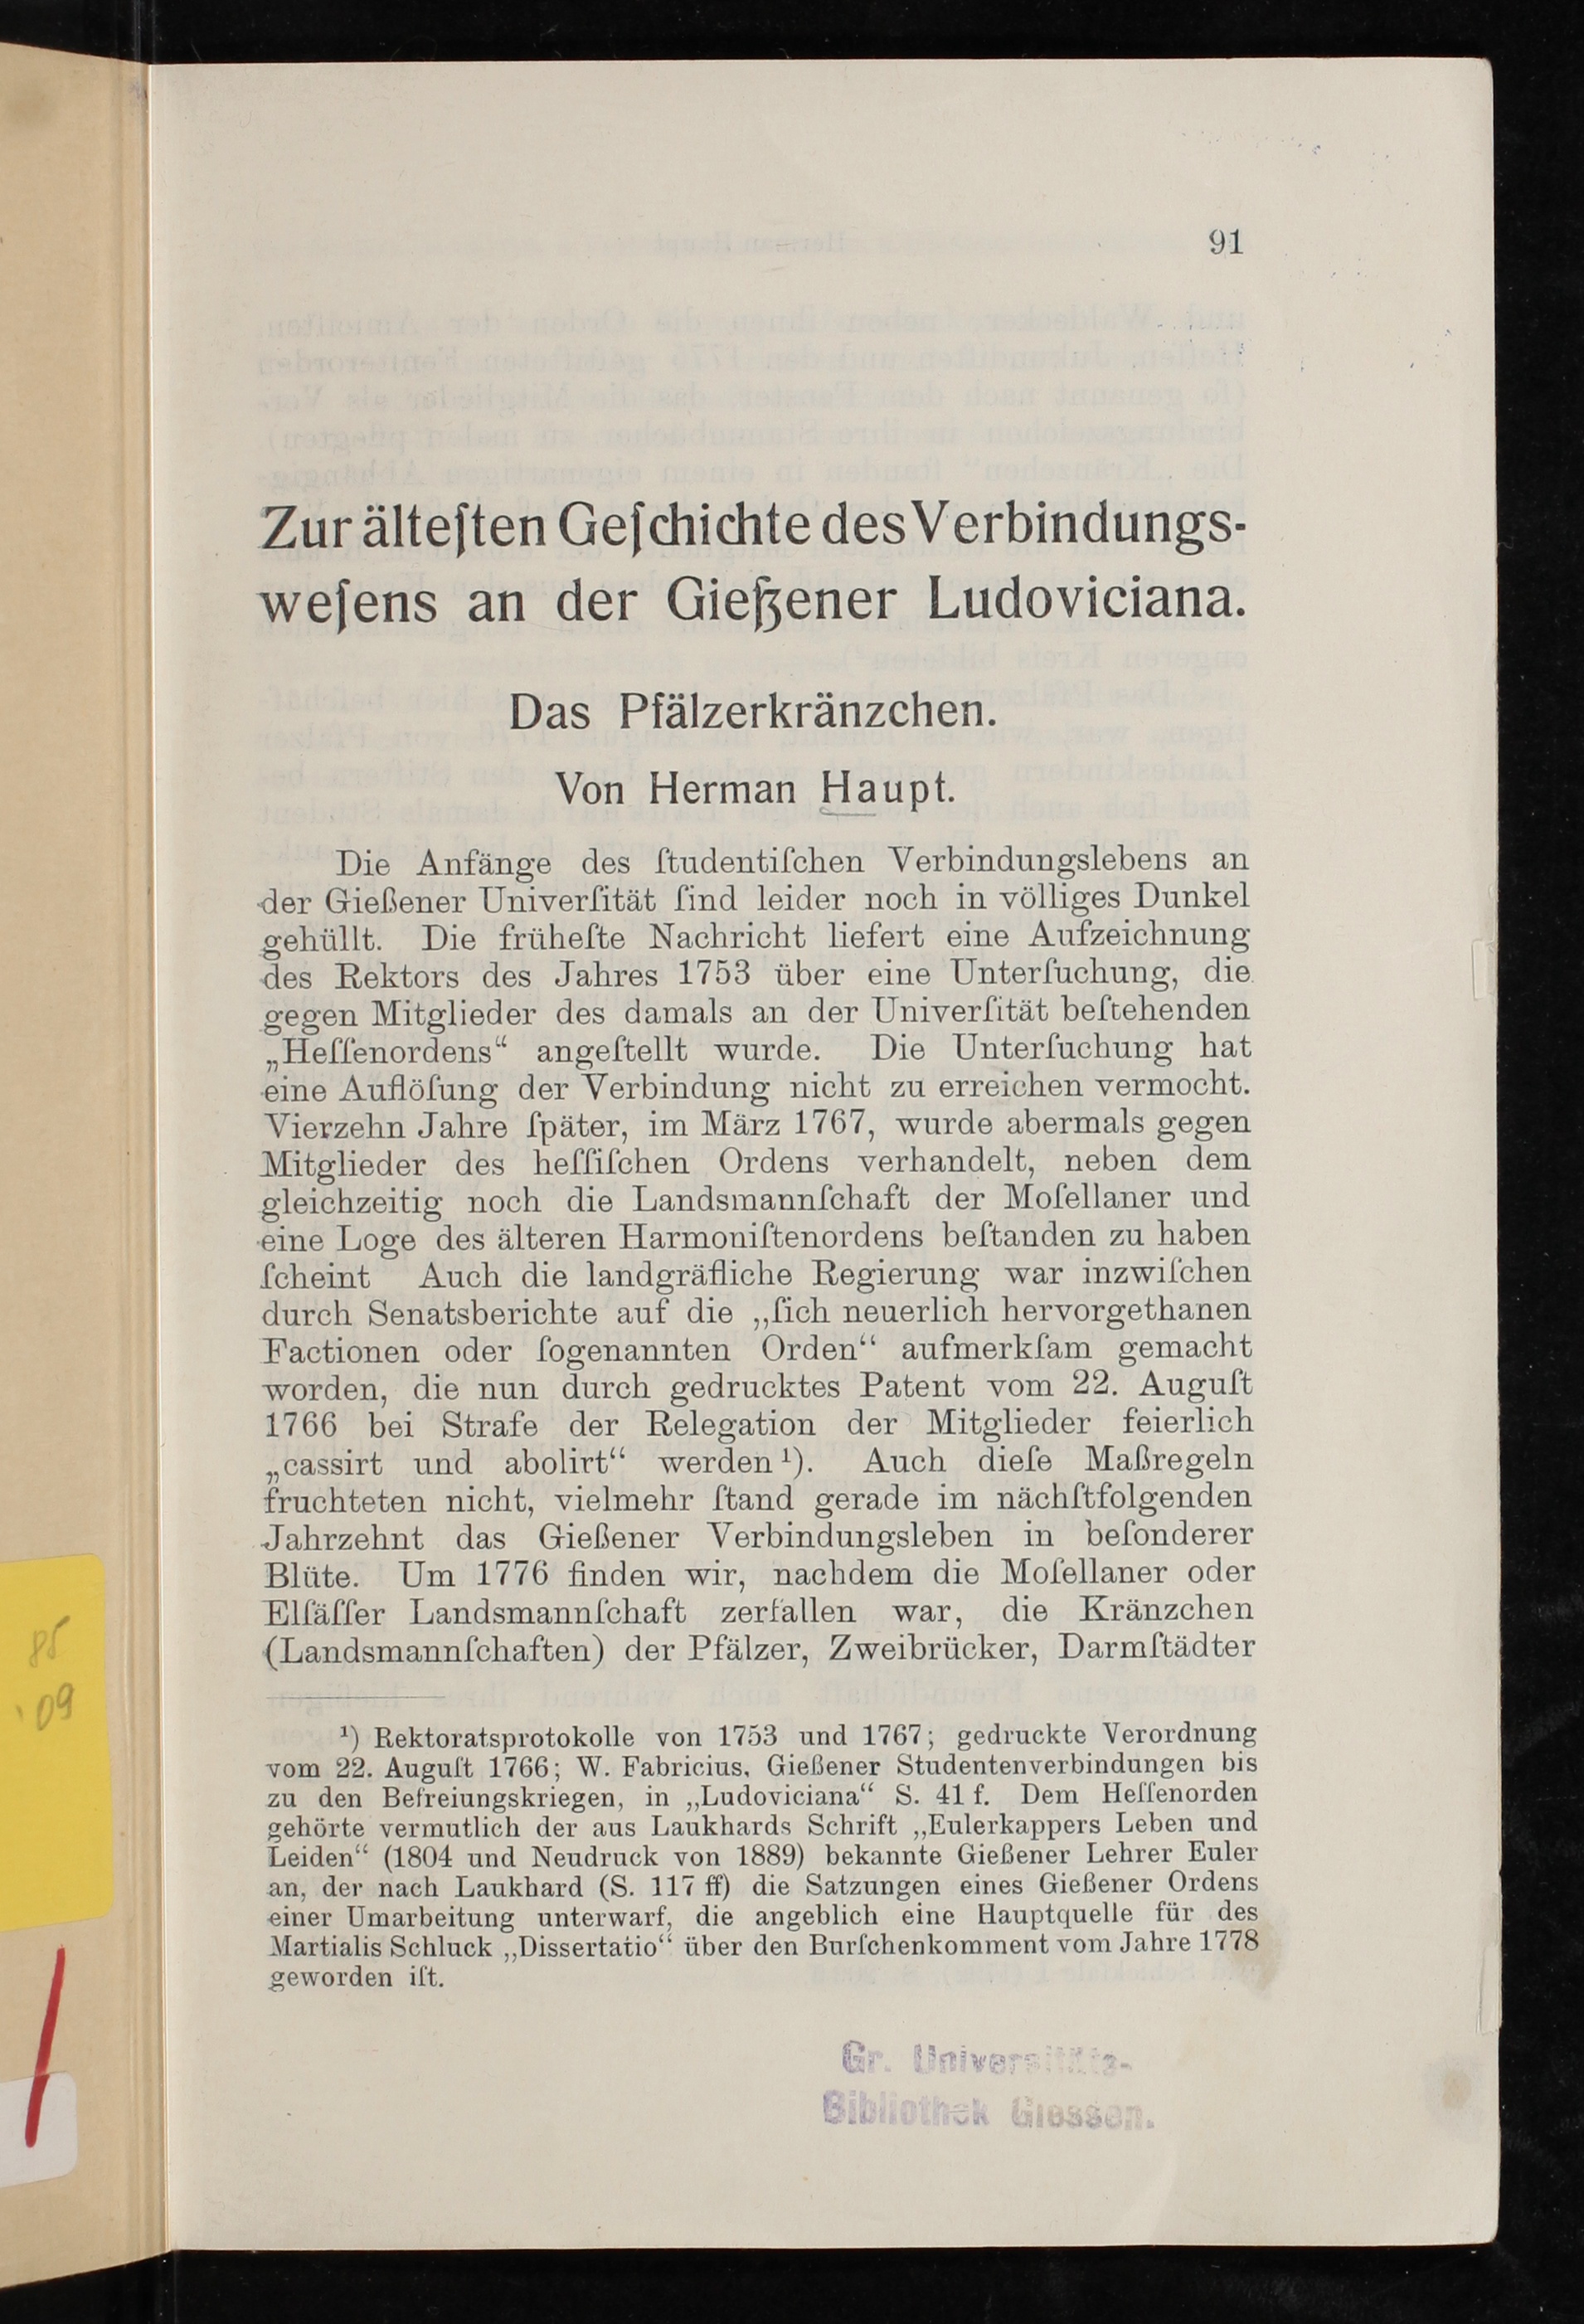 91
Zur älteſten Geſchichte des Verbindungs-
weſens an der Gießener Ludoviciana.
Das Pfälzerkränzchen.
Von Herman Haupt.
Die Anfänge des ſtudentiſchen Verbindungslebens an
der Gießener Univerſität ſind leider noch in völliges Dunkel
gehüllt. Die früheſte Nachricht liefert eine Aufzeichnung
des Rektors des Jahres 1753 über eine Unterſuchung, die
gegen Mitglieder des damals an der Univerſität beſtehenden
„Heſſenordens“ angeſtellt wurde. Die Unterſuchung hat
eine Auflöſung der Verbindung nicht zu erreichen vermocht.
Vierzehn Jahre ſpäter, im März 1767, wurde abermals gegen
Mitglieder des heſſiſchen Ordens verhandelt, neben dem
gleichzeitig noch die Landsmannſchaft der Moſellaner und
eine Loge des älteren Harmoniſtenordens beſtanden zu haben
ſcheint Auch die landgräfliche Regierung war inzwiſchen
durch Senatsberichte auf die „ſich neuerlich hervorgethanen
Factionen oder ſogenannten Orden“ aufmerkſam gemacht
worden, die nun durch gedrucktes Patent vom 22. Auguſt
1766 bei Strafe der Relegation der Mitglieder feierlich
„cassirt und abolirt“ werden ¹). Auch dieſe Maßregeln
fruchteten nicht, vielmehr ſtand gerade im nächſtfolgenden
Jahrzehnt das Gießener Verbindungsleben in beſonderer
Blüte. Um 1776 finden wir, nachdem die Moſellaner oder
Elſäſſer Landsmannſchaft zerfallen war, die Kränzchen
(Landsmannſchaften) der Pfälzer, Zweibrücker, Darmſtädter
¹) Rektoratsprotokolle von 1753 und 1767; gedruckte Verordnung
vom 22. Auguſt 1766; W. Fabricius, Gießener Studentenverbindungen bis
zu den Befreiungskriegen, in „Ludoviciana“ S. 41 f. Dem Heſſenorden
gehörte vermutlich der aus Laukhards Schrift „Eulerkappers Leben und
Leiden“ (1804 und Neudruck von 1889) bekannte Gießener Lehrer Euler
an, der nach Laukhard (S. 117 ff) die Satzungen eines Gießener Ordens
einer Umarbeitung unterwarf, die angeblich eine Hauptquelle für des
Martialis Schluck „Dissertatio“ über den Burſchenkomment vom Jahre 1778
geworden iſt.
Gr. Universitäts-
Bibliothek Giessen.
85
09